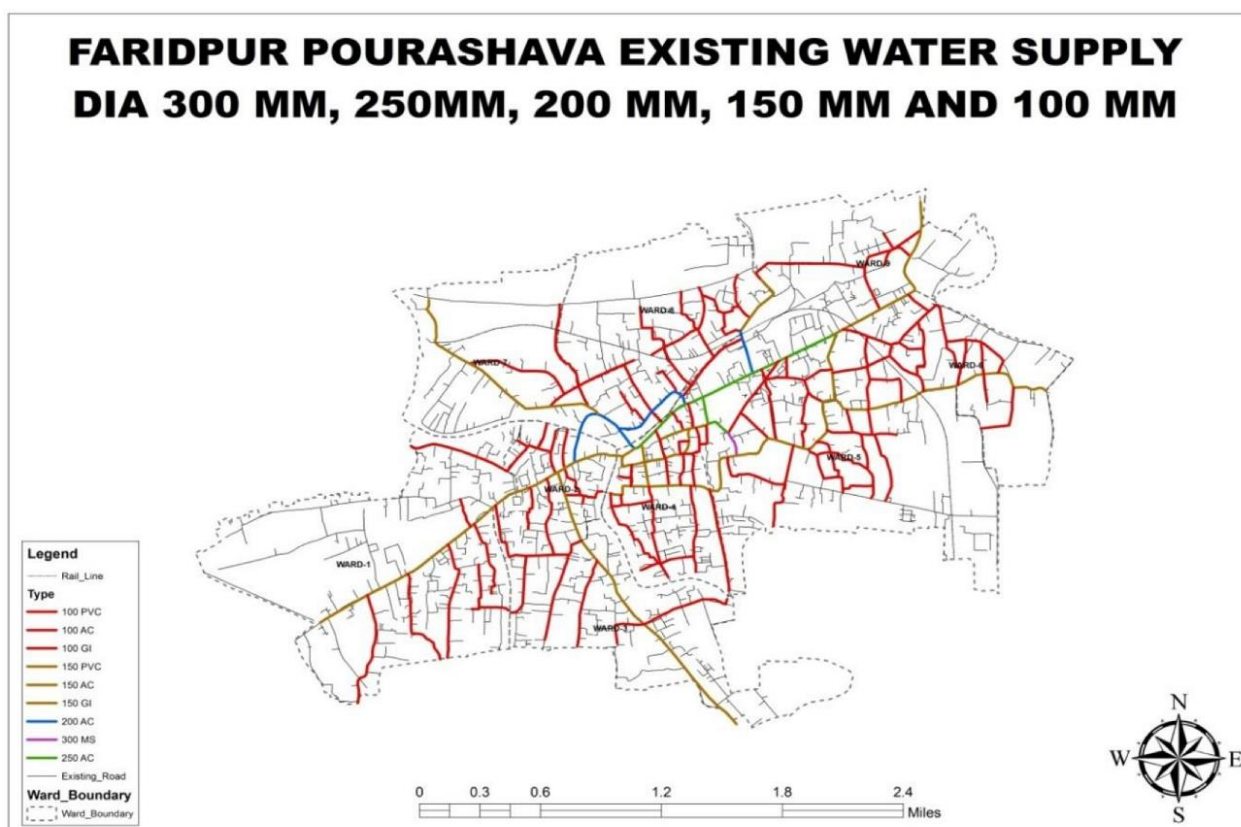 FARIDPUR POURASHAVA EXISTING WATER SUPPLY
DIA 300 MM, 250MM, 200 MM, 150 MM AND 100 MM
WARD-9
WARD-8
WARD-7
WARD-6
WARD-5
WARD-2
WARD-4
WARD-1
WARD-3
Legend
Rail_Line
Type
100 PVC
100 AC
100 GI
150 PVC
150 AC
150 GI
200 AC
300 MS
250 AC
Existing_Road
Ward_Boundary
Ward_Boundary
0 0.3 0.6 1.2 1.8 2.4
Miles
N
W E
S